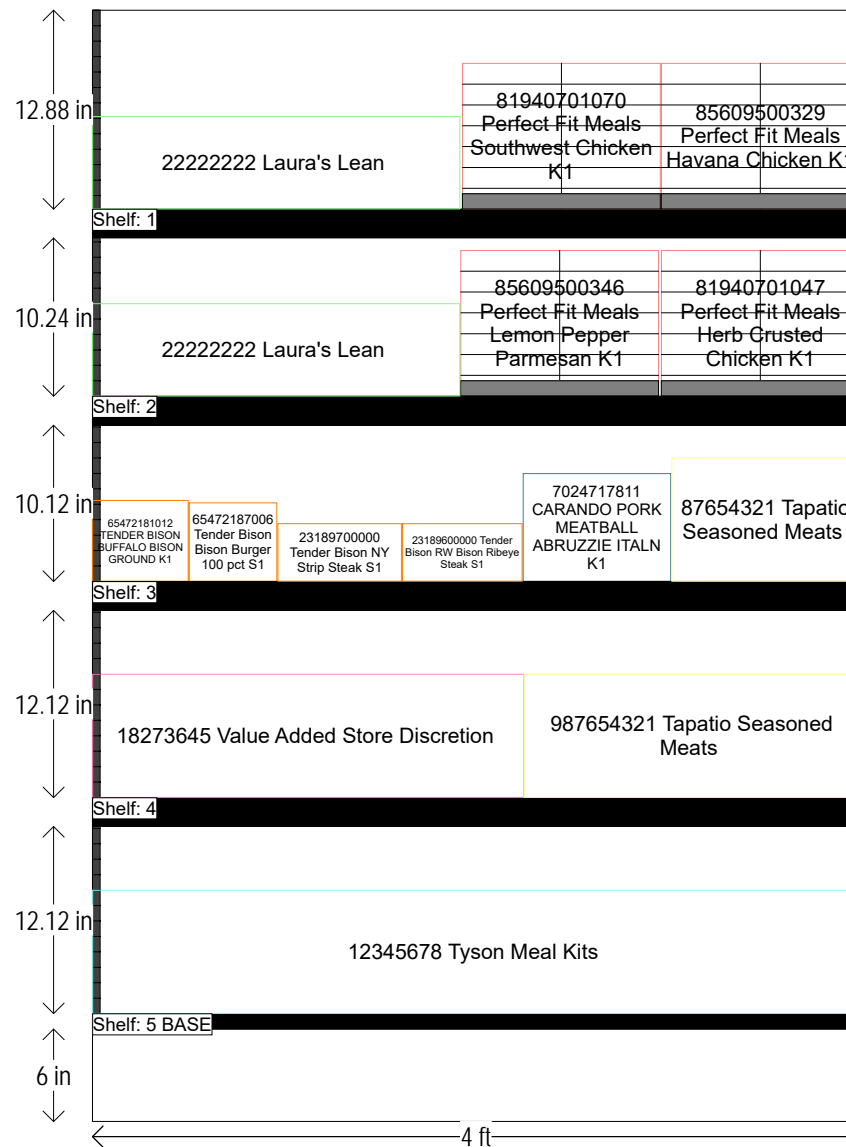 12.88 in
22222222 Laura's Lean
81940701070
Perfect Fit Meals
Southwest Chicken
K1
85609500329
Perfect Fit Meals
Havana Chicken K1
Shelf: 1
10.24 in
22222222 Laura's Lean
85609500346
Perfect Fit Meals
Lemon Pepper
Parmesan K1
81940701047
Perfect Fit Meals
Herb Crusted
Chicken K1
Shelf: 2
10.12 in
65472181012
TENDER BISON
BUFFALO BISON
GROUND K1
65472187006
Tender Bison
Bison Burger
100 pct S1
23189700000
Tender Bison NY
Strip Steak S1
23189600000 Tender
Bison RW Bison Ribeye
Steak S1
7024717811
CARANDO PORK
MEATBALL
ABRUZZIE ITALN
K1
87654321 Tapatio
Seasoned Meats
Shelf: 3
12.12 in
18273645 Value Added Store Discretion
987654321 Tapatio Seasoned
Meats
Shelf: 4
12.12 in
12345678 Tyson Meal Kits
Shelf: 5 BASE
6 in
4 ft